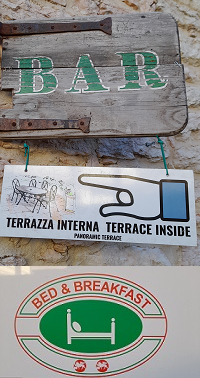 BAR
TERRAZZA INTERNA TERRACE INSIDE
PANORAMIC TERRACE
BED & BREAKFAST